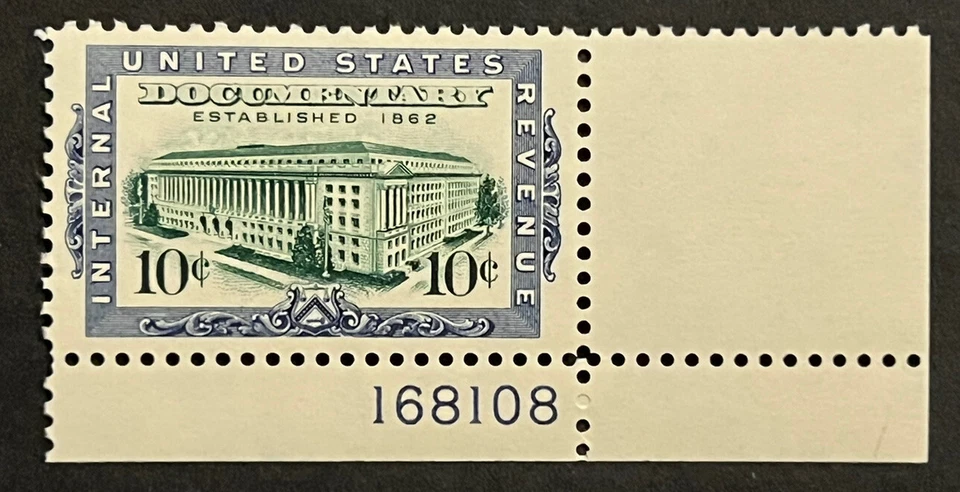 UNITED STATES
INTERNAL
REVENUE
DOCUMENTARY
ESTABLISHED 1862
10¢
10¢
168108